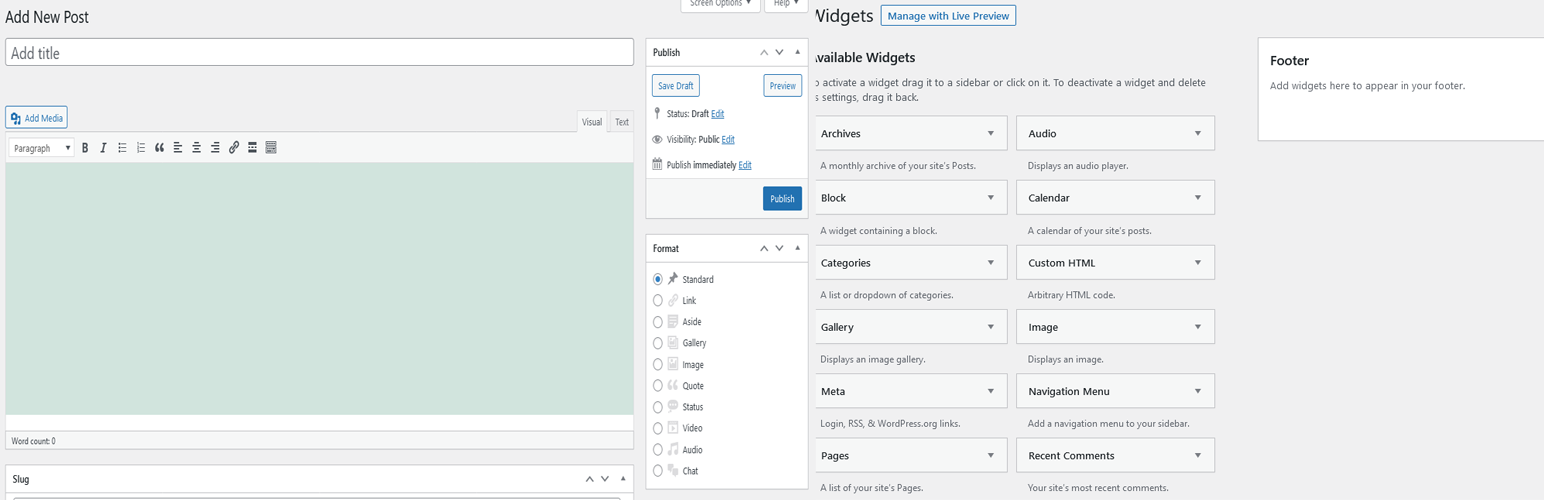 Add New Post
Screen Options ▼
Help ▼
Add title
Add Media
Visual
Text
Paragraph
B I
Word count: 0
Slug
Publish
Save Draft
Preview
Status: Draft Edit
Visibility: Public Edit
Publish immediately Edit
Publish
Format
Standard
Link
Aside
Gallery
Image
Quote
Status
Video
Audio
Chat
Widgets
Manage with Live Preview
Available Widgets
o activate a widget drag it to a sidebar or click on it. To deactivate a widget and delete
s settings, drag it back.
Archives
A monthly archive of your site's Posts.
Audio
Displays an audio player.
Block
A widget containing a block.
Calendar
A calendar of your site's posts.
Categories
A list or dropdown of categories.
Custom HTML
Arbitrary HTML code.
Gallery
Displays an image gallery.
Image
Displays an image.
Meta
Login, RSS, & WordPress.org links.
Navigation Menu
Add a navigation menu to your sidebar.
Pages
A list of your site's Pages.
Recent Comments
Your site's most recent comments.
Footer
Add widgets here to appear in your footer.